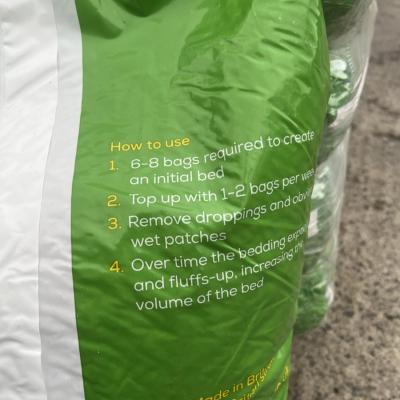 How to use
1. 6-8 bags required to create
an initial bed
2. Top up with 1-2 bags per
3. Remove droppings and
wet patches
4. Over time the bedding
and fluffs-up, increasing the
volume of the bed
Made in